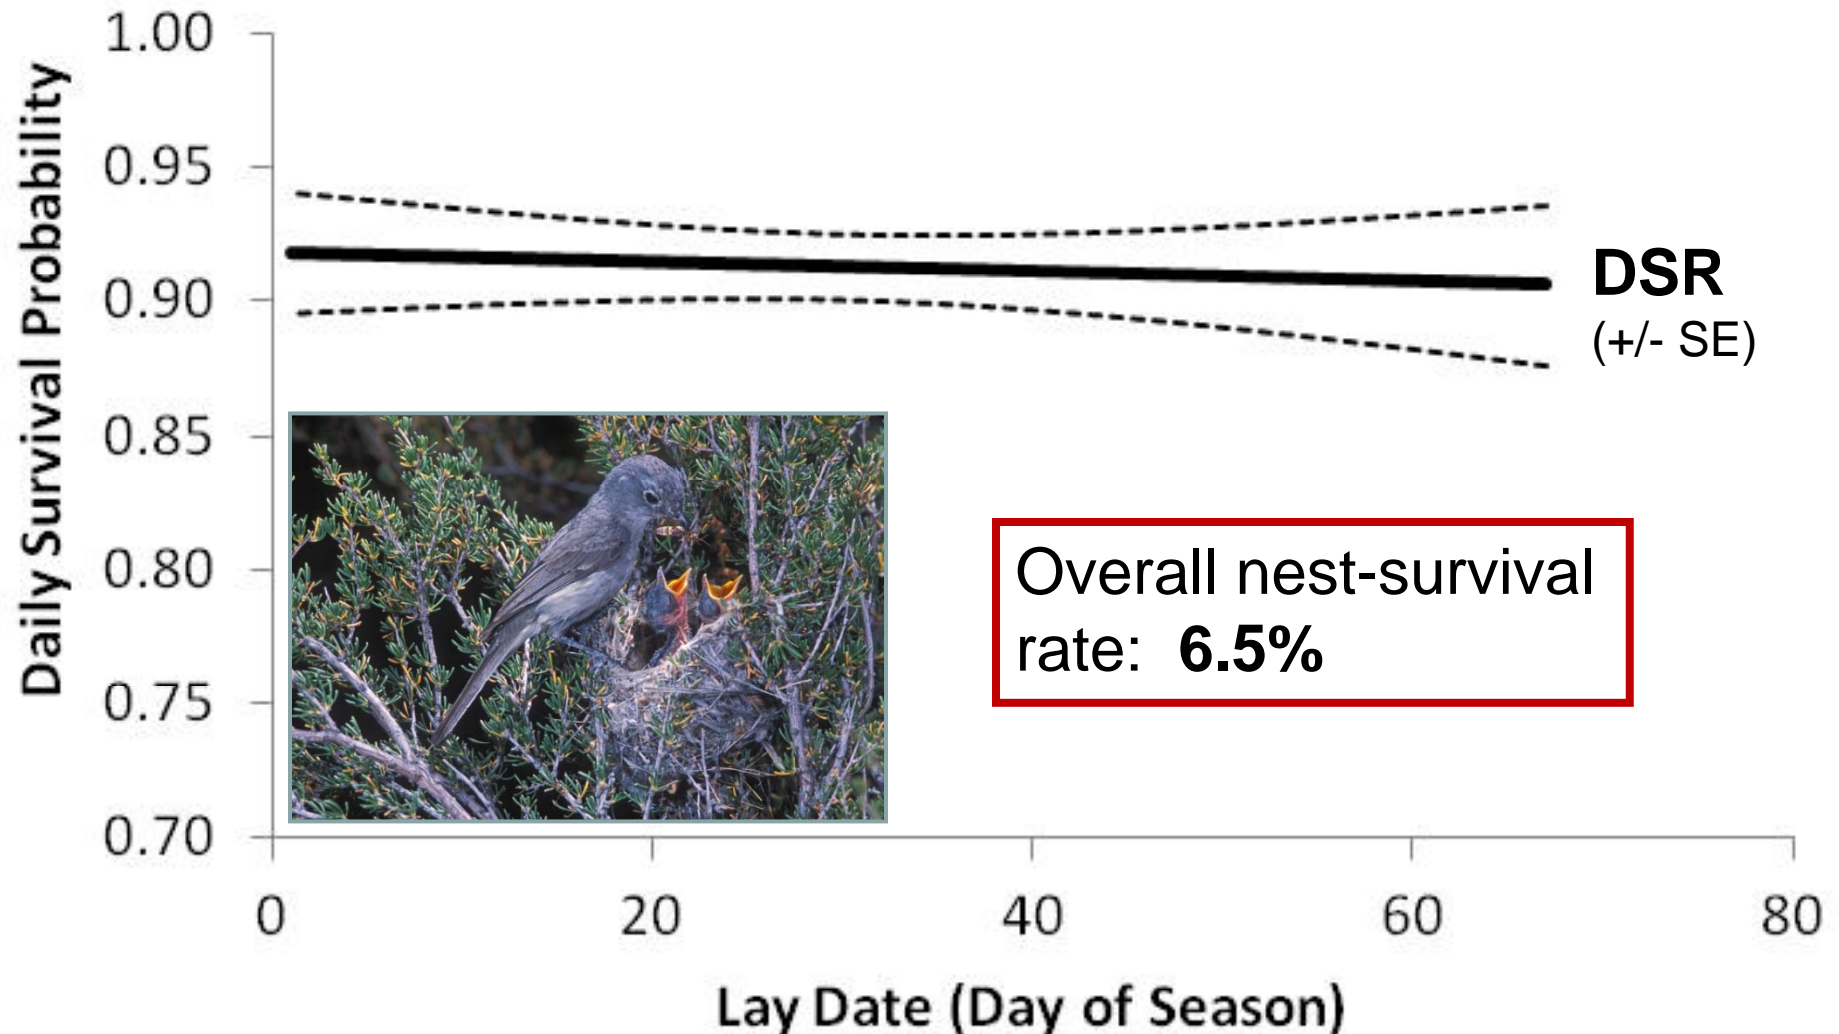 Daily Survival Probability
1.00
0.95
0.90
0.85
0.80
0.75
0.70
DSR
(+/- SE)
Overall nest-survival
rate: 6.5%
0 20 40 60 80
Lay Date (Day of Season)